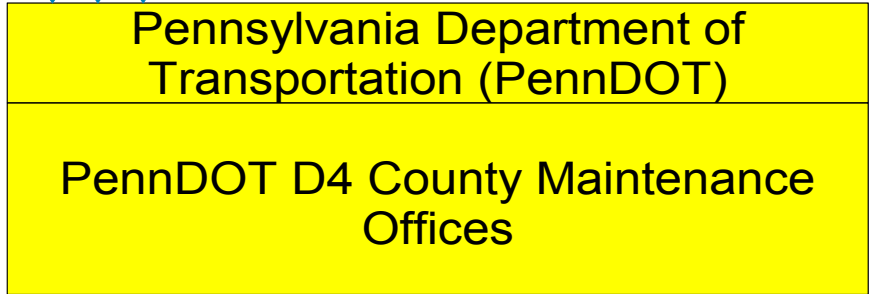 Pennsylvania Department of
Transportation (PennDOT)
PennDOT D4 County Maintenance
Offices